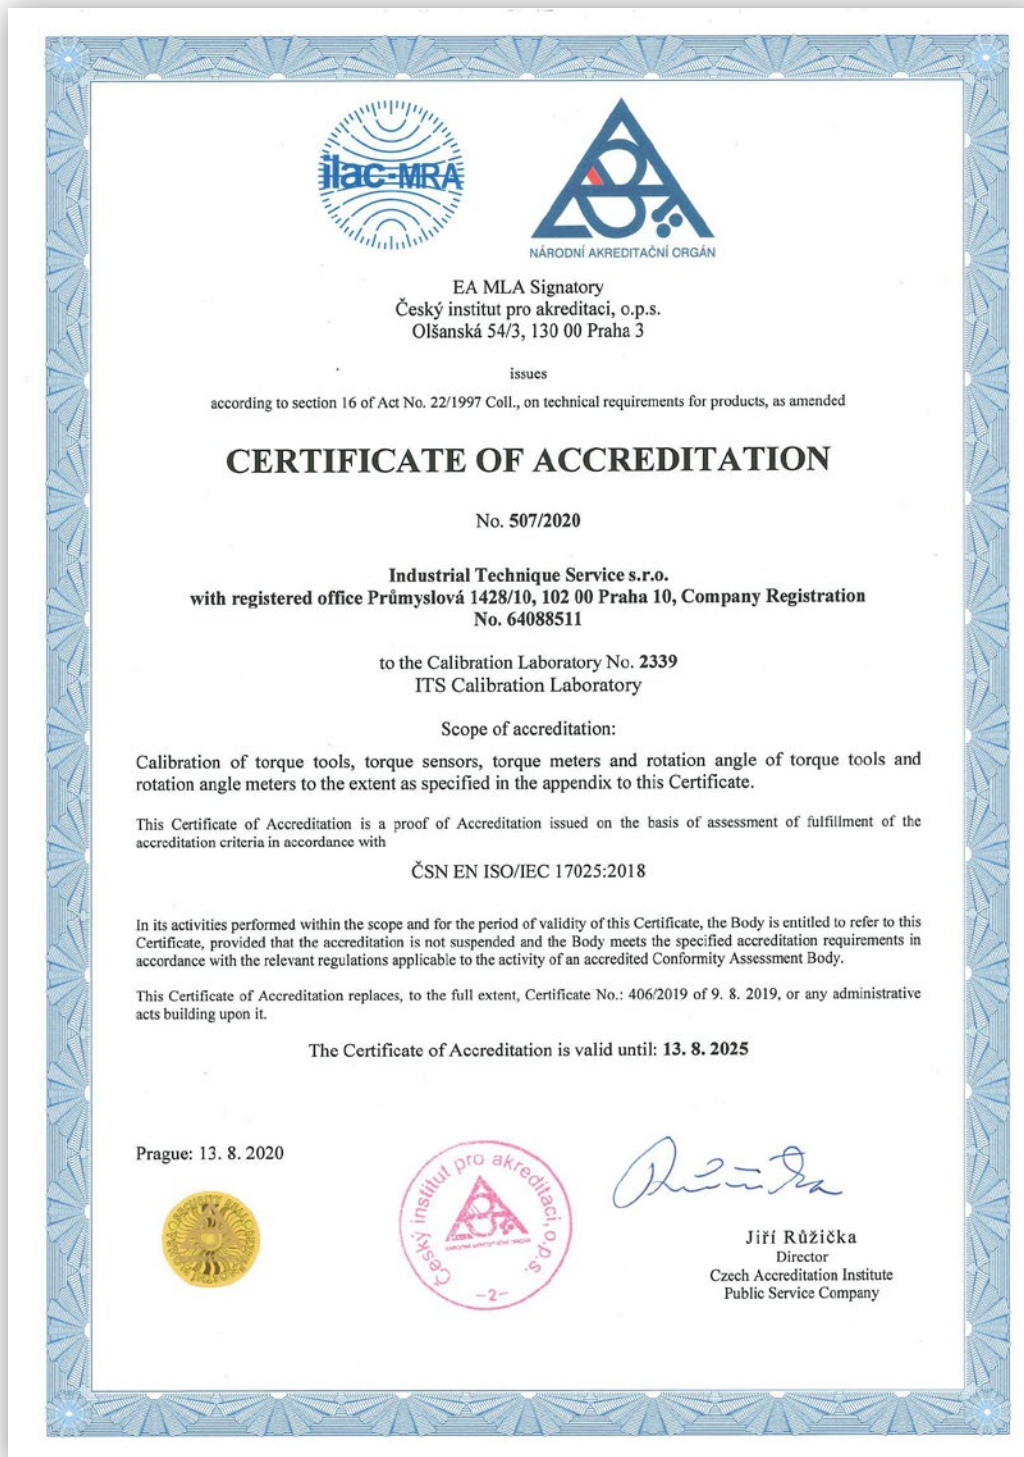 ilac-MRA
NÁRODNÍ AKREDITAČNÍ ORGÁN
EA MLA Signatory
Český institut pro akreditaci, o.p.s.
Olšanská 54/3, 130 00 Praha 3
issues
according to section 16 of Act No. 22/1997 Coll., on technical requirements for products, as amended
CERTIFICATE OF ACCREDITATION
No. 507/2020
Industrial Technique Service s.r.o.
with registered office Průmyslová 1428/10, 102 00 Praha 10, Company Registration
No. 64088511
to the Calibration Laboratory No. 2339
ITS Calibration Laboratory
Scope of accreditation:
Calibration of torque tools, torque sensors, torque meters and rotation angle of torque tools and
rotation angle meters to the extent as specified in the appendix to this Certificate.
This Certificate of Accreditation is a proof of Accreditation issued on the basis of assessment of fulfillment of the
accreditation criteria in accordance with
ČSN EN ISO/IEC 17025:2018
In its activities performed within the scope and for the period of validity of this Certificate, the Body is entitled to refer to this
Certificate, provided that the accreditation is not suspended and the Body meets the specified accreditation requirements in
accordance with the relevant regulations applicable to the activity of an accredited Conformity Assessment Body.
This Certificate of Accreditation replaces, to the full extent, Certificate No.: 406/2019 of 9. 8. 2019, or any administrative
acts building upon it.
The Certificate of Accreditation is valid until: 13. 8. 2025
Prague: 13. 8. 2020
Český institut pro akreditaci, o.p.s.
NÁRODNÍ AKREDITAČNÍ ORGÁN
-2-
Jiří Růžička
Director
Czech Accreditation Institute
Public Service Company